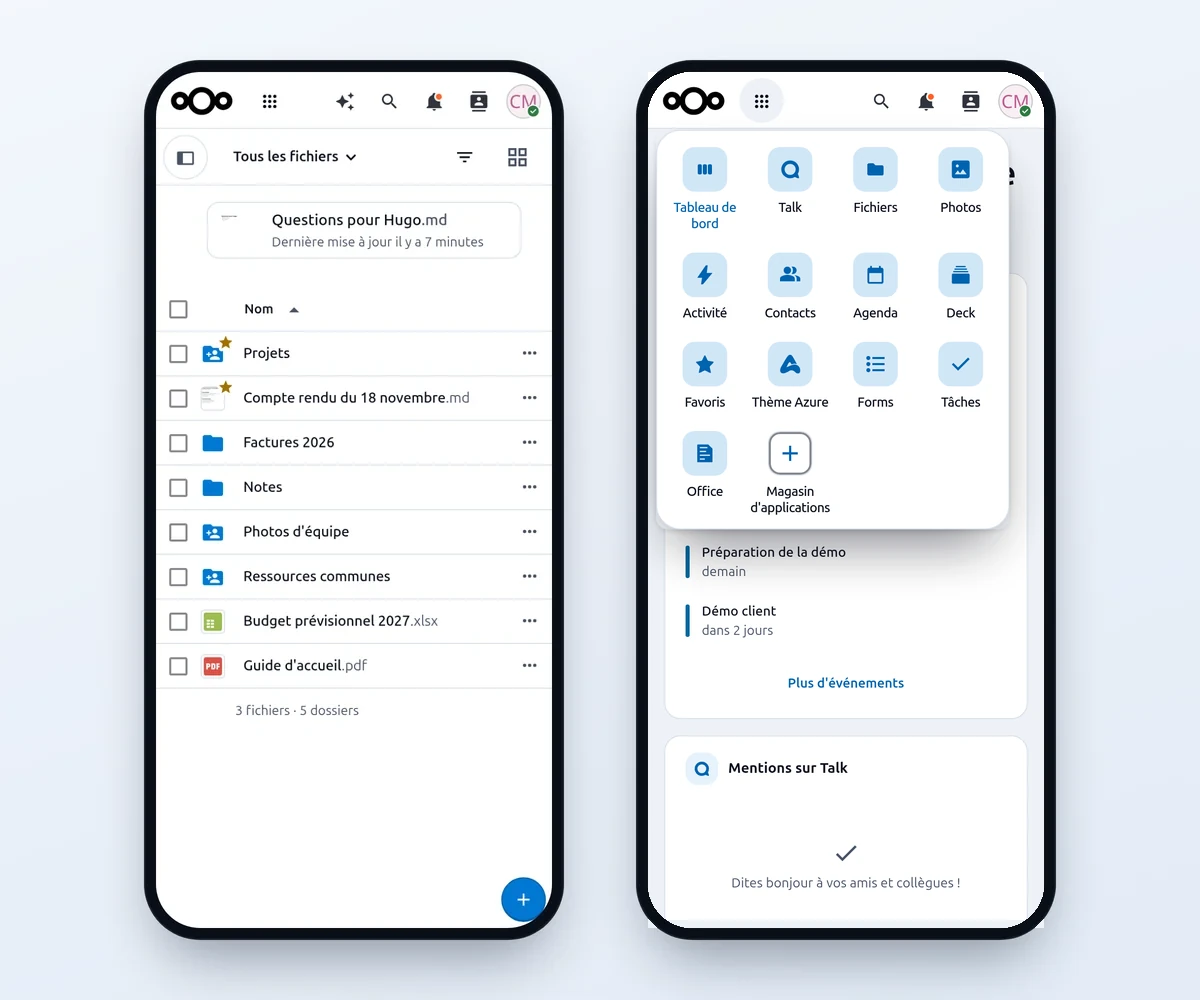 CM
Tous les fichiers
Questions pour Hugo.md
Dernière mise à jour il y a 7 minutes
Nom
Projets
Compte rendu du 18 novembre.md
Factures 2026
Notes
Photos d'équipe
Ressources communes
Budget prévisionnel 2027.xlsx
PDF
Guide d'accueil.pdf
3 fichiers · 5 dossiers
CM
Tableau de bord
Talk
Fichiers
Photos
Activité
Contacts
Agenda
Deck
Favoris
Thème Azure
Forms
Tâches
Office
Magasin d'applications
Préparation de la démo
demain
Démo client
dans 2 jours
Plus d'événements
Mentions sur Talk
Dites bonjour à vos amis et collègues !